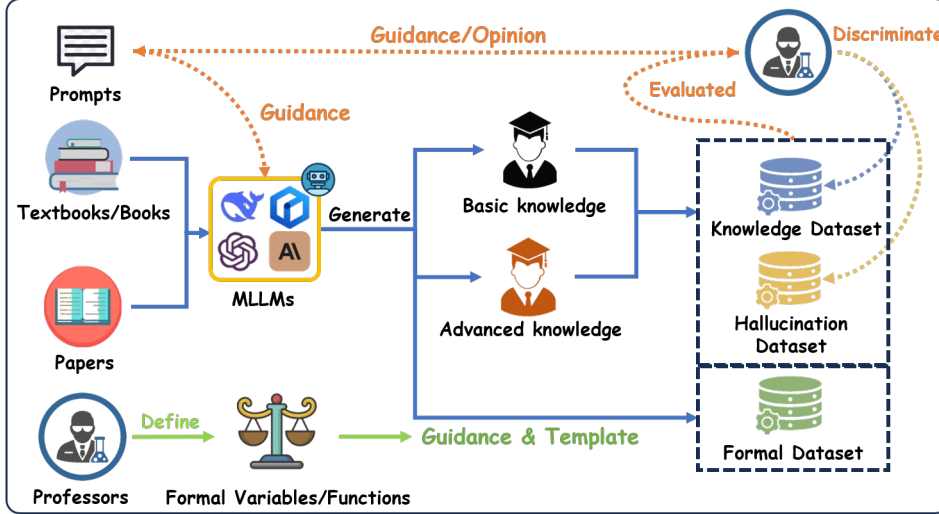 Guidance/Opinion
Discriminate
Prompts
Evaluated
Guidance
Textbooks/Books
Generate
Basic knowledge
Knowledge Dataset
A\
MLLMs
Advanced knowledge
Hallucination
Dataset
Papers
Define
Guidance & Template
Formal Dataset
Professors
Formal Variables/Functions